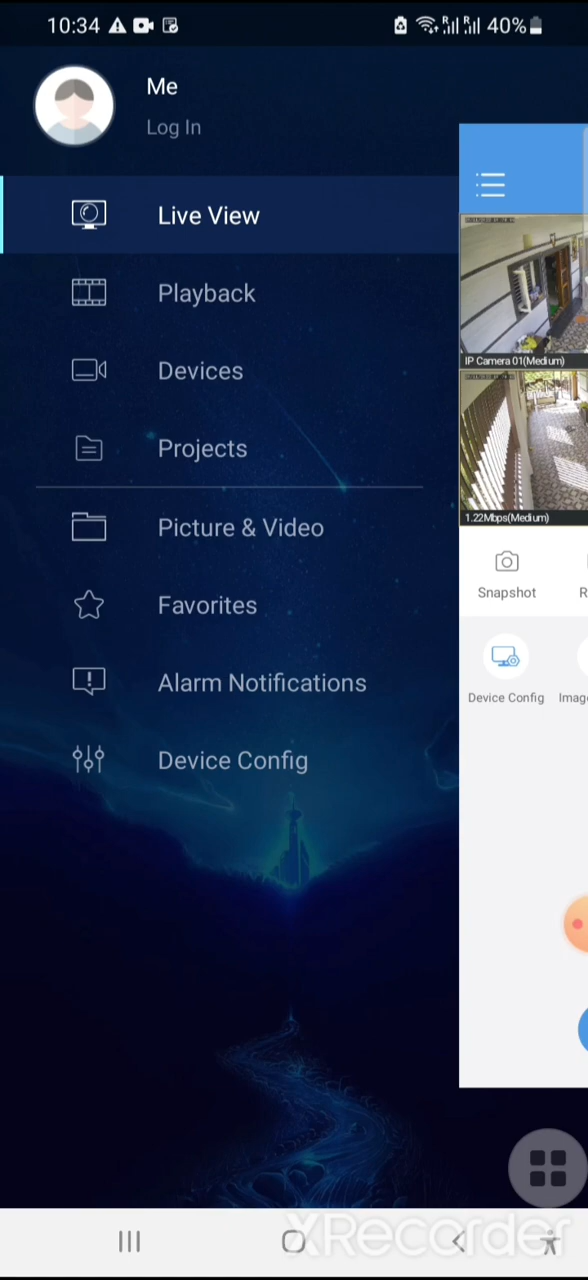 10:34
40%
Me
Log In
Live View
Playback
Devices
Projects
Picture & Video
Favorites
Alarm Notifications
Device Config
IP Camera 01(Medium)
1.22Mbps(Medium)
Snapshot
R
Device Config
Imag
XRecorder